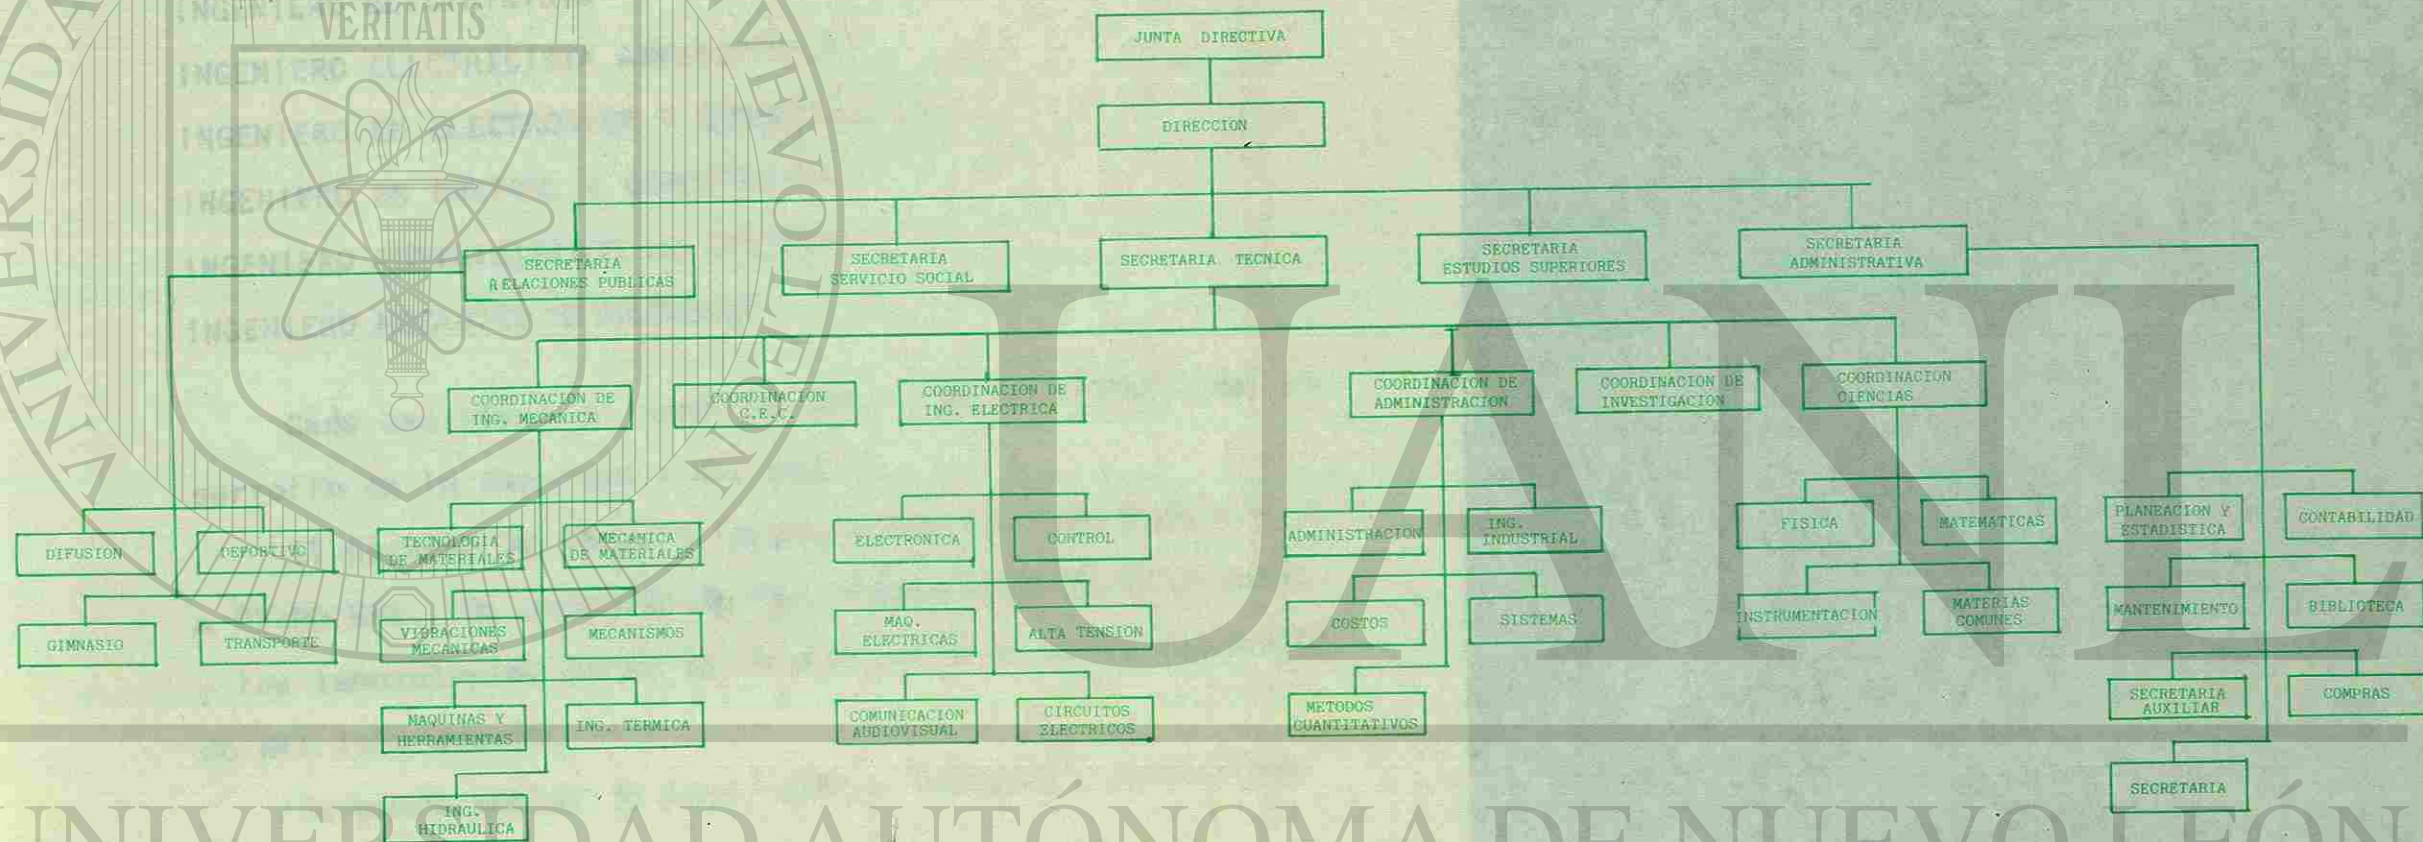 JUNTA DIRECTIVA
DIRECCION
SECRETARIA
RELACIONES PUBLICAS
SECRETARIA
SERVICIO SOCIAL
SECRETARIA TECNICA
SECRETARIA
ESTUDIOS SUPERIORES
SECRETARIA
ADMINISTRATIVA
COORDINACION DE
ING. MECANICA
COORDINACION
C.E.C.
COORDINACION DE
ING. ELECTRICA
COORDINACION DE
ADMINISTRACION
COORDINACION DE
INVESTIGACION
COORDINACION
CIENCIAS
DIFUSION
DEPORTIVO
TECNOLOGIA
DE MATERIALES
MECANICA
DE MATERIALES
ELECTRONICA
CONTROL
ADMINISTRACION
ING.
INDUSTRIAL
FISICA
MATEMATICAS
PLANEACION Y
ESTADISTICA
CONTABILIDAD
GIMNASIO
TRANSPORTE
VIBRACIONES
MECANICAS
MECANISMOS
MAQ.
ELECTRICAS
ALTA TENSION
COSTOS
SISTEMAS
INSTRUMENTACION
MATERIAS
COMUNES
MANTENIMIENTO
BIBLIOTECA
MAQUINAS Y
HERRAMIENTAS
ING. TERMICA
COMUNICACION
AUDIOVISUAL
CIRCUITOS
ELECTRICOS
METODOS
CUANTITATIVOS
SECRETARIA
AUXILIAR
COMPRAS
ING.
HIDRAULICA
SECRETARIA
VERITATIS
UANL
UNIVERSIDAD AUTÓNOMA DE NUEVO LEÓN